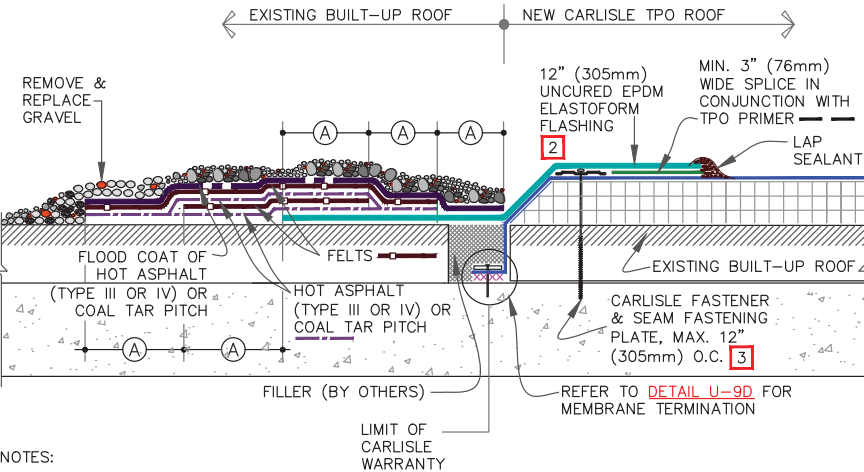 EXISTING BUILT-UP ROOF
NEW CARLISLE TPO ROOF
REMOVE &
REPLACE
GRAVEL
A
A
A
12" (305mm)
UNCURED EPDM
ELASTOFORM
FLASHING
2
MIN. 3" (76mm)
WIDE SPLICE IN
CONJUNCTION WITH
TPO PRIMER
LAP
SEALANT
FLOOD COAT OF
HOT ASPHALT
(TYPE III OR IV) OR
COAL TAR PITCH
FELTS
HOT ASPHALT
(TYPE III OR IV) OR
COAL TAR PITCH
EXISTING BUILT-UP ROOF
CARLISLE FASTENER
& SEAM FASTENING
PLATE, MAX. 12"
(305mm) O.C. 3
A
A
FILLER (BY OTHERS)
REFER TO DETAIL U-9D FOR
MEMBRANE TERMINATION
LIMIT OF
CARLISLE
WARRANTY
NOTES: